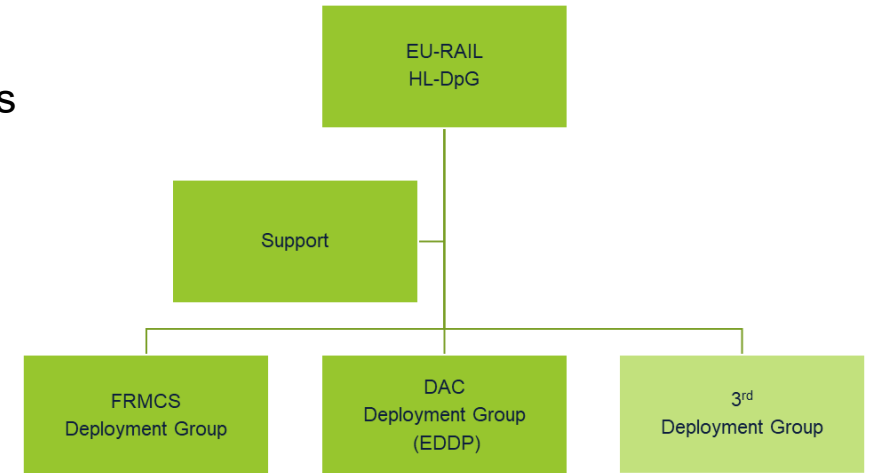 s
EU-RAIL
HL-DpG
Support
FRMCS
Deployment Group
DAC
Deployment Group
(EDDP)
3rd
Deployment Group